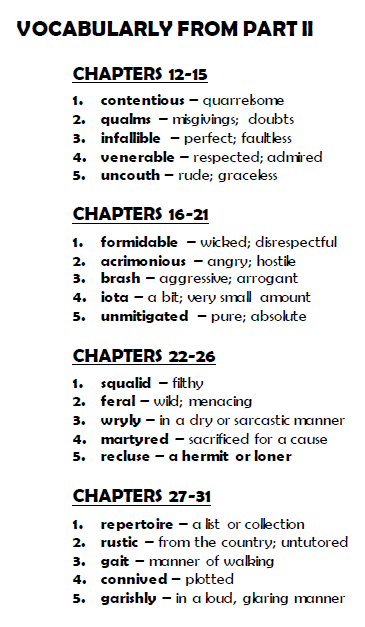 VOCABULARLY FROM PART II
CHAPTERS 12-15
1. contentious – quarrelsome
2. qualms – misgivings; doubts
3. infallible – perfect; faultless
4. venerable – respected; admired
5. uncouth – rude; graceless
CHAPTERS 16-21
1. formidable – wicked; disrespectful
2. acrimonious – angry; hostile
3. brash – aggressive; arrogant
4. iota – a bit; very small amount
5. unmitigated – pure; absolute
CHAPTERS 22-26
1. squalid – filthy
2. feral – wild; menacing
3. wryly – in a dry or sarcastic manner
4. martyred – sacrificed for a cause
5. recluse – a hermit or loner
CHAPTERS 27-31
1. repertoire – a list or collection
2. rustic – from the country; untutored
3. gait – manner of walking
4. connived – plotted
5. garishly – in a loud, glaring manner